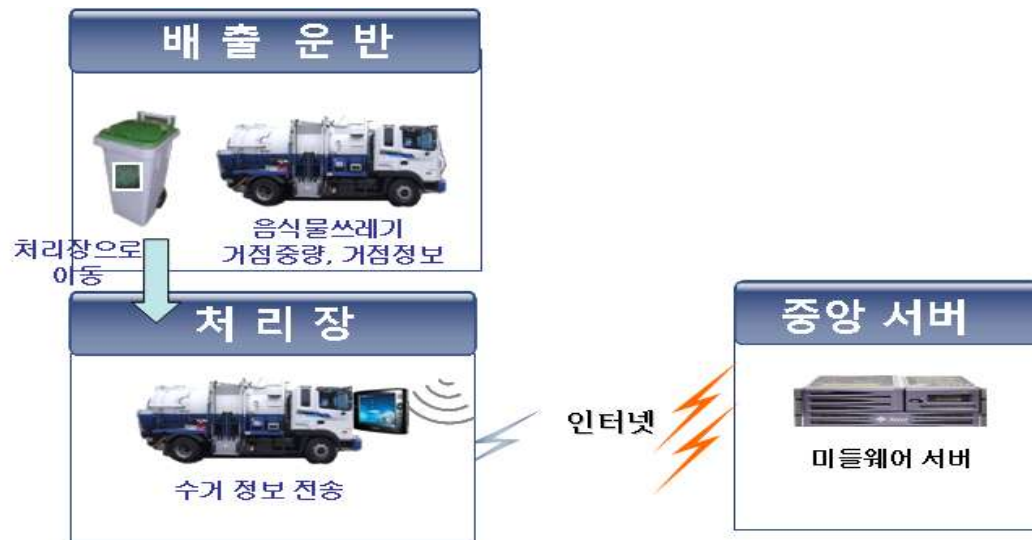 배출 운반
음식물쓰레기
거점중량, 거점정보
처리장으로
이동
처리장
수거 정보 전송
인터넷
중앙 서버
미들웨어 서버